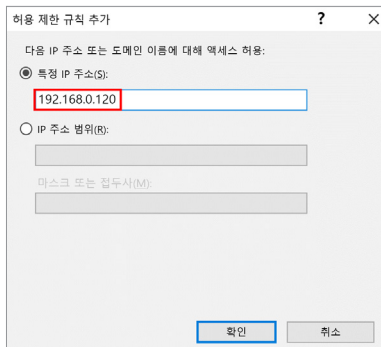 허용 제한 규칙 추가 ? ×
다음 IP 주소 또는 도메인 이름에 대해 액세스 허용:
특정 IP 주소(S):
192.168.0.120
IP 주소 범위(R):
마스크 또는 접두사(M):
확인 취소